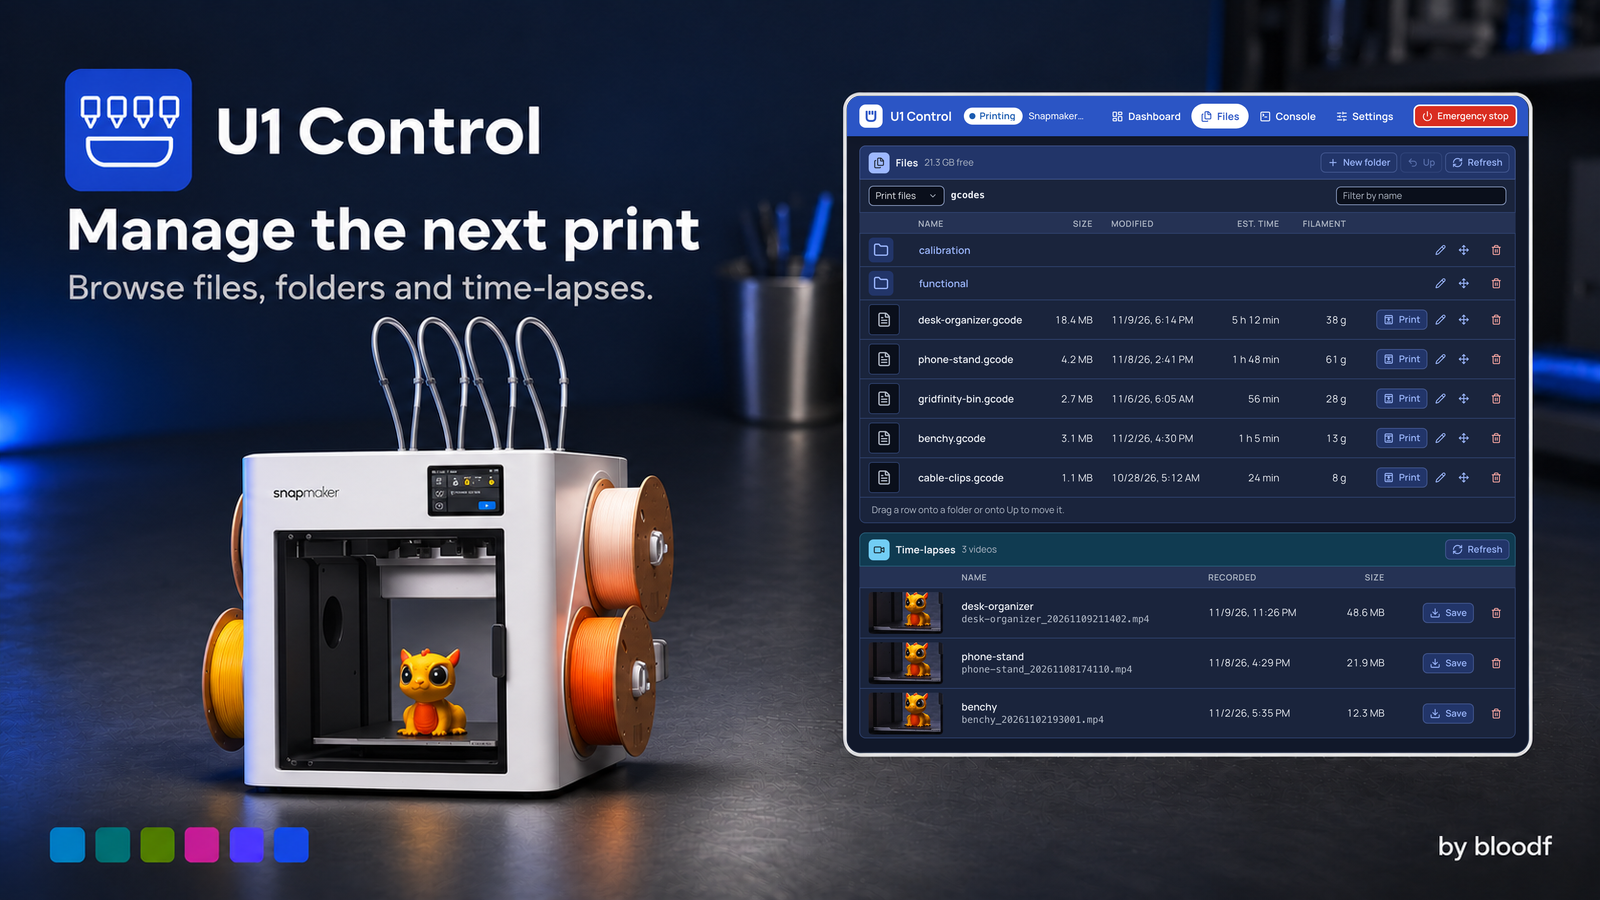 U1 Control
Manage the next print
Browse files, folders and time-lapses.
snapmaker
U1 Control
Printing
Snapmaker...
Dashboard
Files
Console
Settings
Emergency stop
Files 21.3 GB free
New folder
Up
Refresh
Print files
gcodes
Filter by name
NAME SIZE MODIFIED EST. TIME FILAMENT
calibration
functional
desk-organizer.gcode 18.4 MB 11/9/26, 6:14 PM 5 h 12 min 38 g Print
phone-stand.gcode 4.2 MB 11/8/26, 2:41 PM 1 h 48 min 61 g Print
gridfinity-bin.gcode 2.7 MB 11/6/26, 6:05 AM 56 min 28 g Print
benchy.gcode 3.1 MB 11/2/26, 4:30 PM 1 h 5 min 13 g Print
cable-clips.gcode 1.1 MB 10/28/26, 5:12 AM 24 min 8 g Print
Drag a row onto a folder or onto Up to move it.
Time-lapses 3 videos
Refresh
NAME RECORDED SIZE
desk-organizer
desk-organizer_20261109211402.mp4
11/9/26, 11:26 PM 48.6 MB Save
phone-stand
phone-stand_20261108174110.mp4
11/8/26, 4:29 PM 21.9 MB Save
benchy
benchy_20261102193001.mp4
11/2/26, 5:35 PM 12.3 MB Save
by bloodf